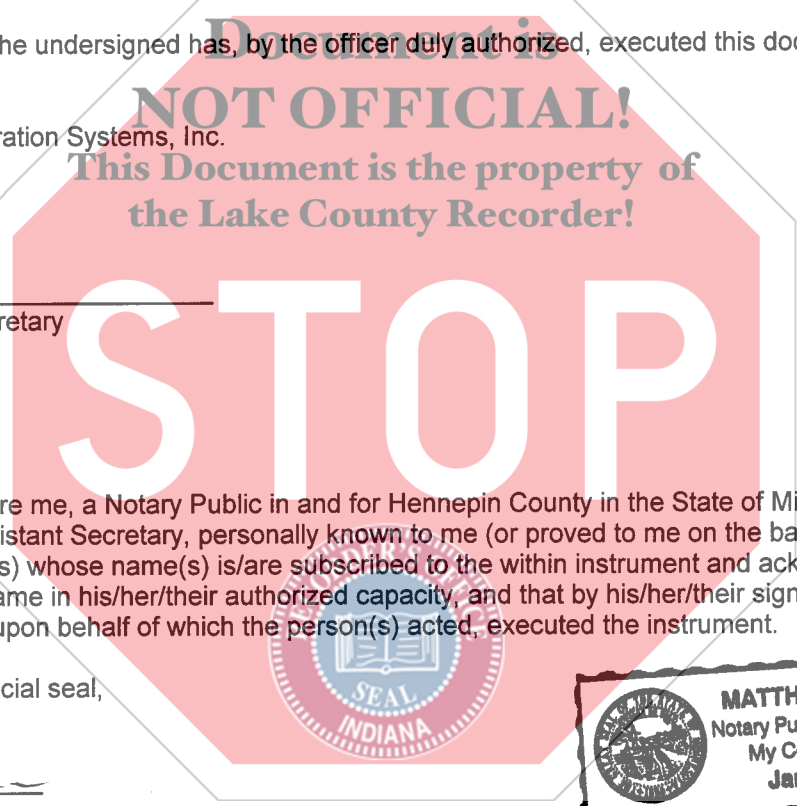 Document is
he undersigned has, by the officer duly authorized, executed this doc
NOT OFFICIAL!
ration Systems, Inc.
This Document is the property of
the Lake County Recorder!
STOP
retary
re me, a Notary Public in and for Hennepin County in the State of Mi
istant Secretary, personally known to me (or proved to me on the ba
s) whose name(s) is/are subscribed to the within instrument and ack
ame in his/her/their authorized capacity, and that by his/her/their sign
upon behalf of which the person(s) acted, executed the instrument.
RECORDER'S OFFICE
SEAL
INDIANA
cial seal,
MATTH
Notary Pu
My C
Jan